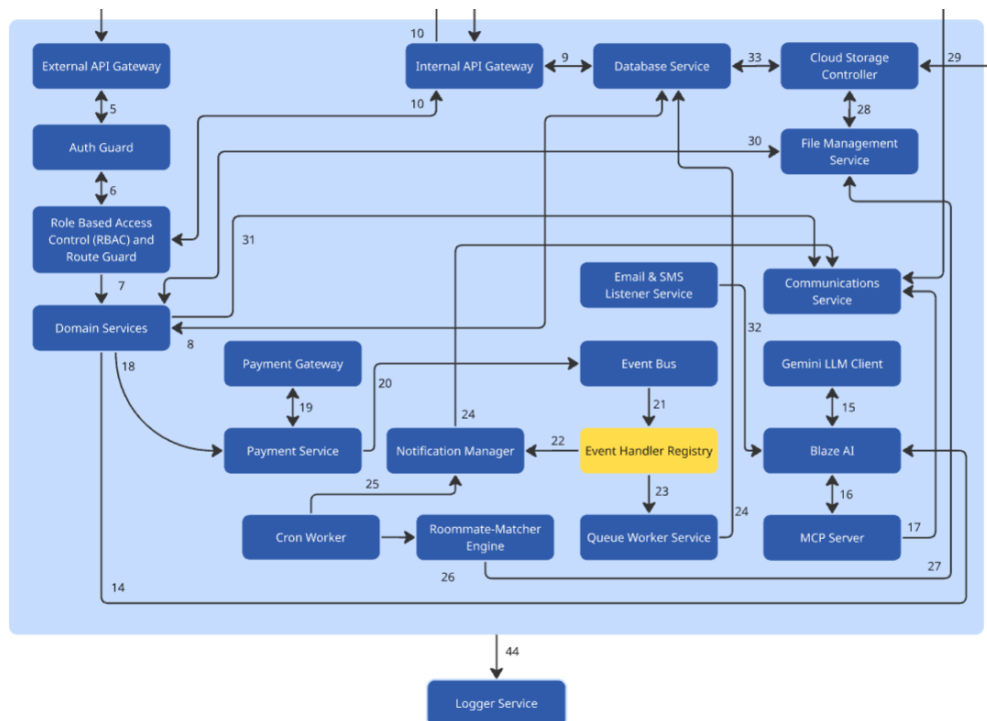 10
External API Gateway
Internal API Gateway
9
Database Service
33
Cloud Storage
Controller
29
5
10
28
Auth Guard
30
File Management
Service
6
Role Based Access
Control (RBAC) and
Route Guard
31
7
Email & SMS
Listener Service
Communications
Service
Domain Services
8
32
18
Payment Gateway
20
Event Bus
Gemini LLM Client
19
24
21
15
Payment Service
Notification Manager
22
Event Handler Registry
Blaze AI
25
23
16
Cron Worker
Roommate-Matcher
Engine
Queue Worker Service
24
MCP Server
17
14
26
27
44
Logger Service